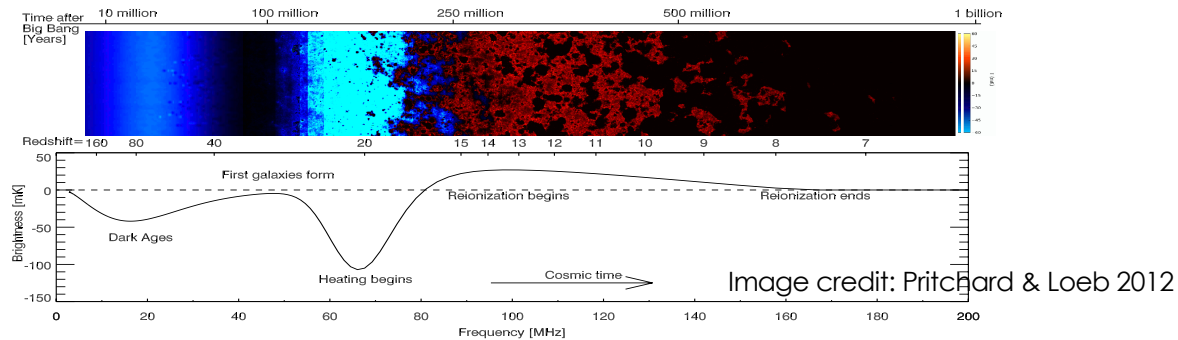 Time after
Big Bang
[Years]
10 million 100 million 250 million 500 million 1 billion
Redshift= 160 80 40 20 15 14 13 12 11 10 9 8 7
50
0
-50
-100
-150
Brightness [mK]
First galaxies form
Reionization begins
Reionization ends
Dark Ages
Heating begins
Cosmic time
Image credit: Pritchard & Loeb 2012
0 20 40 60 80 100 120 140 160 180 200
Frequency [MHz]